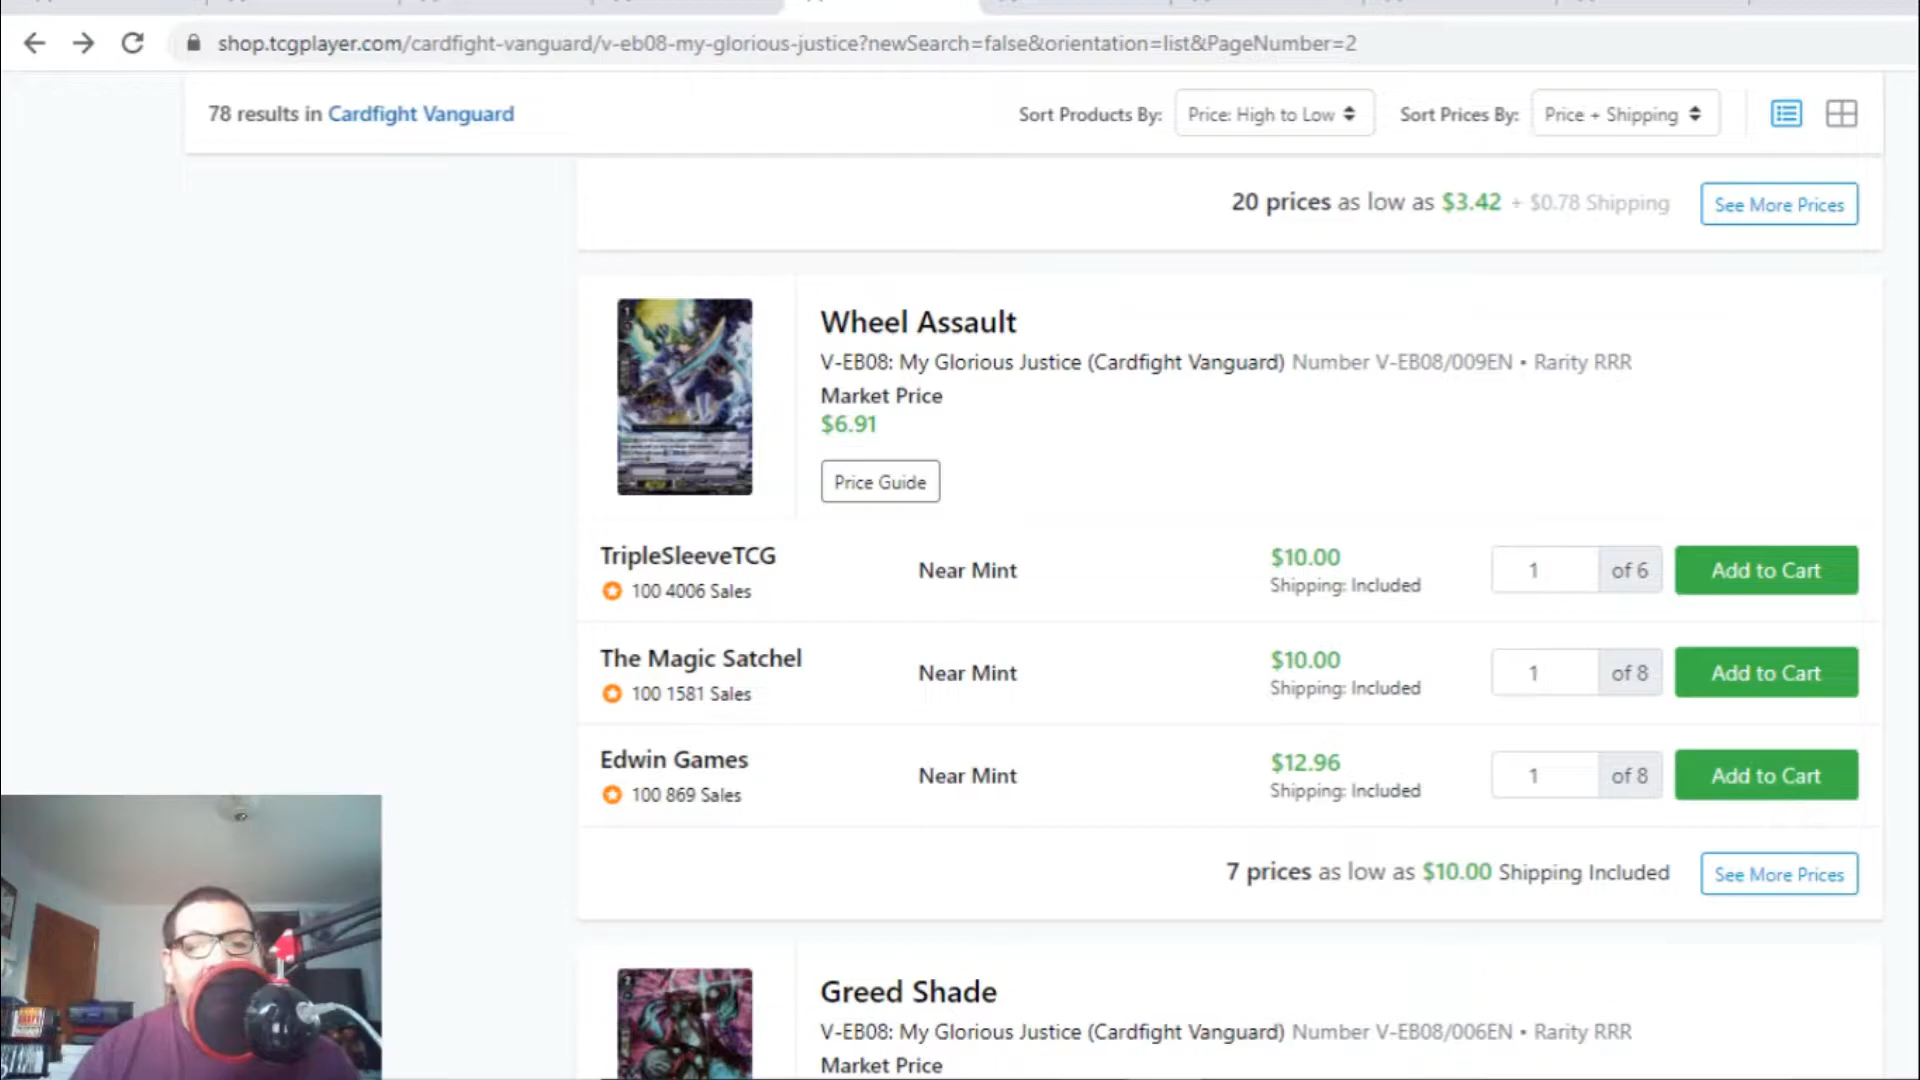 shop.tcgplayer.com/cardfight-vanguard/v-eb08-my-glorious-justice?newSearch=false&orientation=list&PageNumber=2
78 results in Cardfight Vanguard
Sort Products By:
Price: High to Low
Sort Prices By:
Price + Shipping
20 prices as low as $3.42 + $0.78 Shipping
See More Prices
Wheel Assault
V-EB08: My Glorious Justice (Cardfight Vanguard) Number V-EB08/009EN • Rarity RRR
Market Price
$6.91
Price Guide
TripleSleeveTCG
100 4006 Sales
Near Mint
$10.00
Shipping: Included
1 of 6
Add to Cart
The Magic Satchel
100 1581 Sales
Near Mint
$10.00
Shipping: Included
1 of 8
Add to Cart
Edwin Games
100 869 Sales
Near Mint
$12.96
Shipping: Included
1 of 8
Add to Cart
7 prices as low as $10.00 Shipping Included
See More Prices
Greed Shade
V-EB08: My Glorious Justice (Cardfight Vanguard) Number V-EB08/006EN • Rarity RRR
Market Price